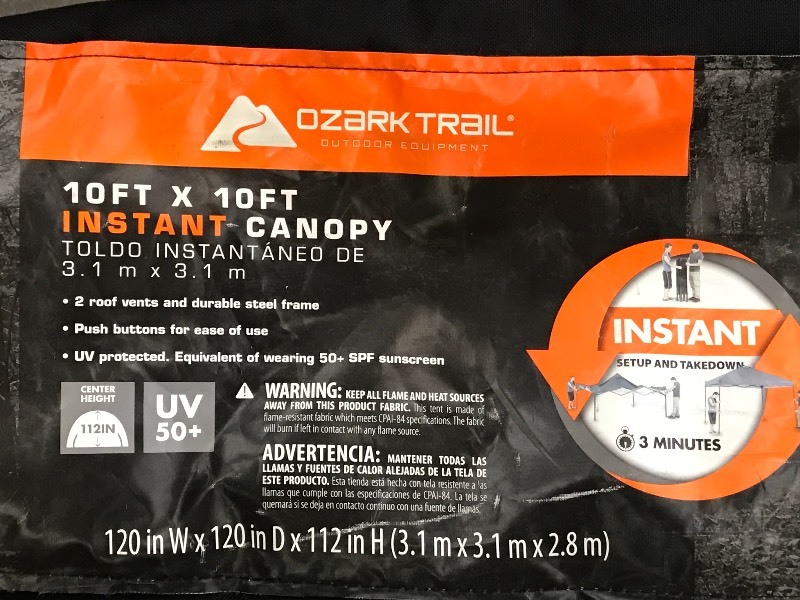 OZARK TRAIL®
OUTDOOR EQUIPMENT
10FT X 10FT
INSTANT CANOPY
TOLDO INSTANTÁNEO DE
3.1 m x 3.1 m
• 2 roof vents and durable steel frame
• Push buttons for ease of use
• UV protected. Equivalent of wearing 50+ SPF sunscreen
CENTER
HEIGHT
112IN
UV
50+
WARNING: KEEP ALL FLAME AND HEAT SOURCES
AWAY FROM THIS PRODUCT FABRIC. This tent is made of
flame-resistant fabric which meets CPAI-84 specifications. The fabric
will burn if left in contact with any flame source.
ADVERTENCIA: MANTENER TODAS LAS
LLAMAS Y FUENTES DE CALOR ALEJADAS DE LA TELA DE
ESTE PRODUCTO. Esta tienda está hecha con tela resistente a las
llamas que cumple con las especificaciones de CPAI-84. La tela se
quemará si se deja en contacto continuo con una fuente de llamas.
INSTANT
SETUP AND TAKEDOWN
3 MINUTES
120 in W x 120 in D x 112 in H (3.1 m x 3.1 m x 2.8 m)